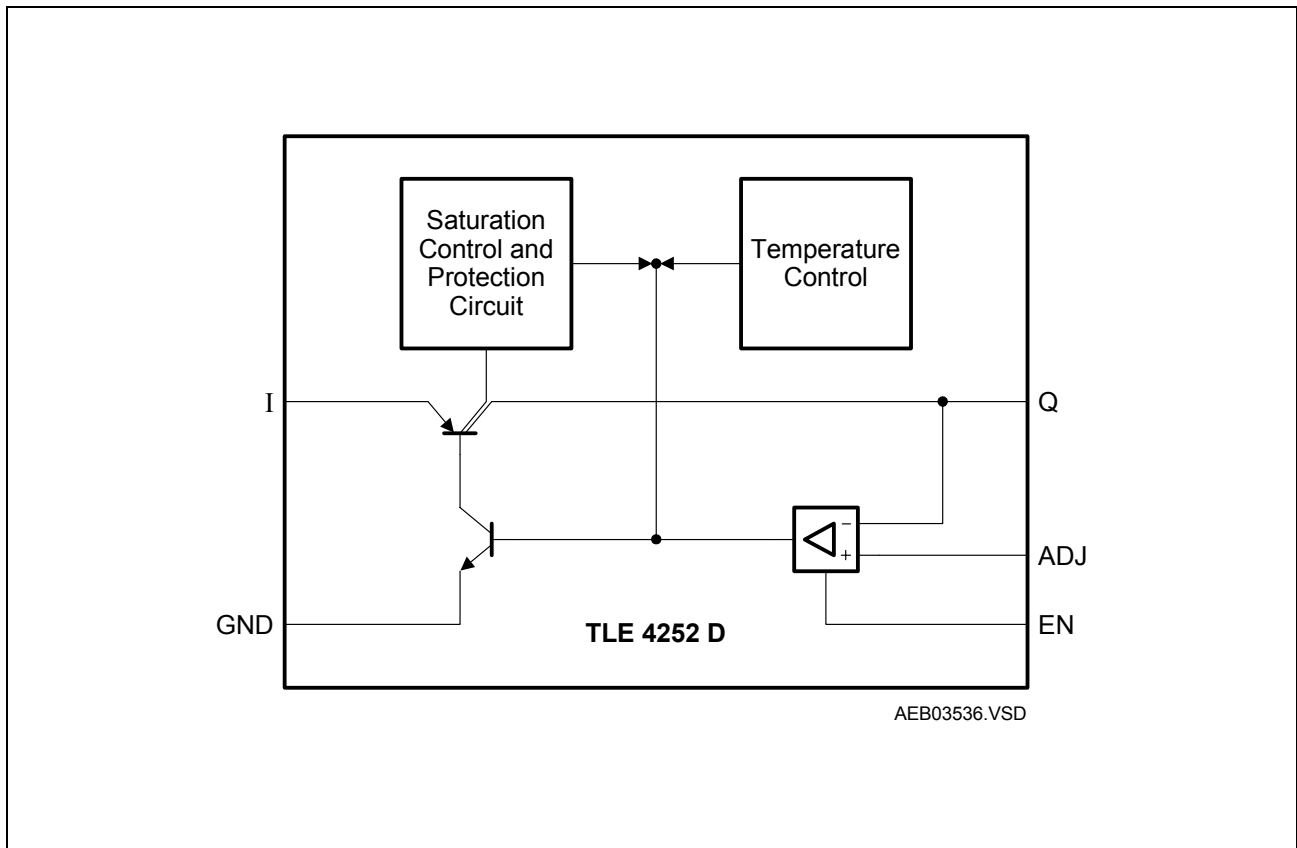 Saturation
Control and
Protection
Circuit
Temperature
Control
I
Q
−
+
ADJ
GND
EN
TLE 4252 D
AEB03536.VSD